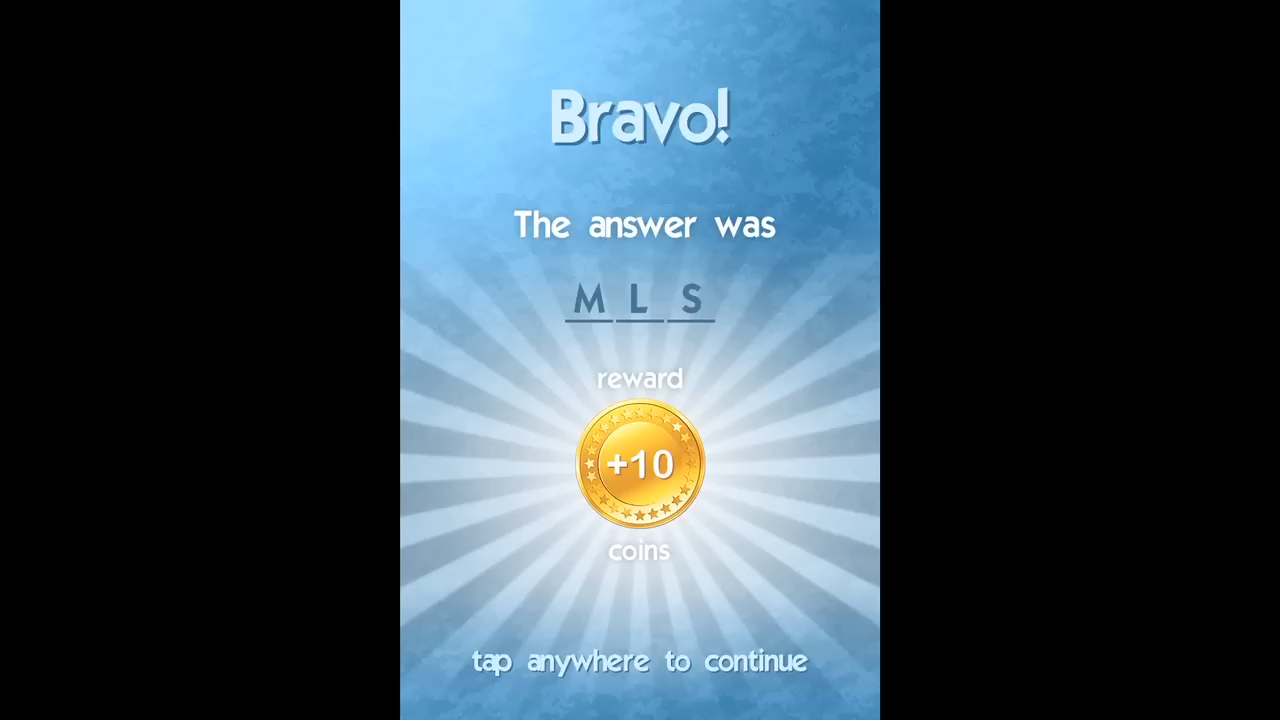 Bravo!
The answer was
M L S
reward
+10
coins
tap anywhere to continue